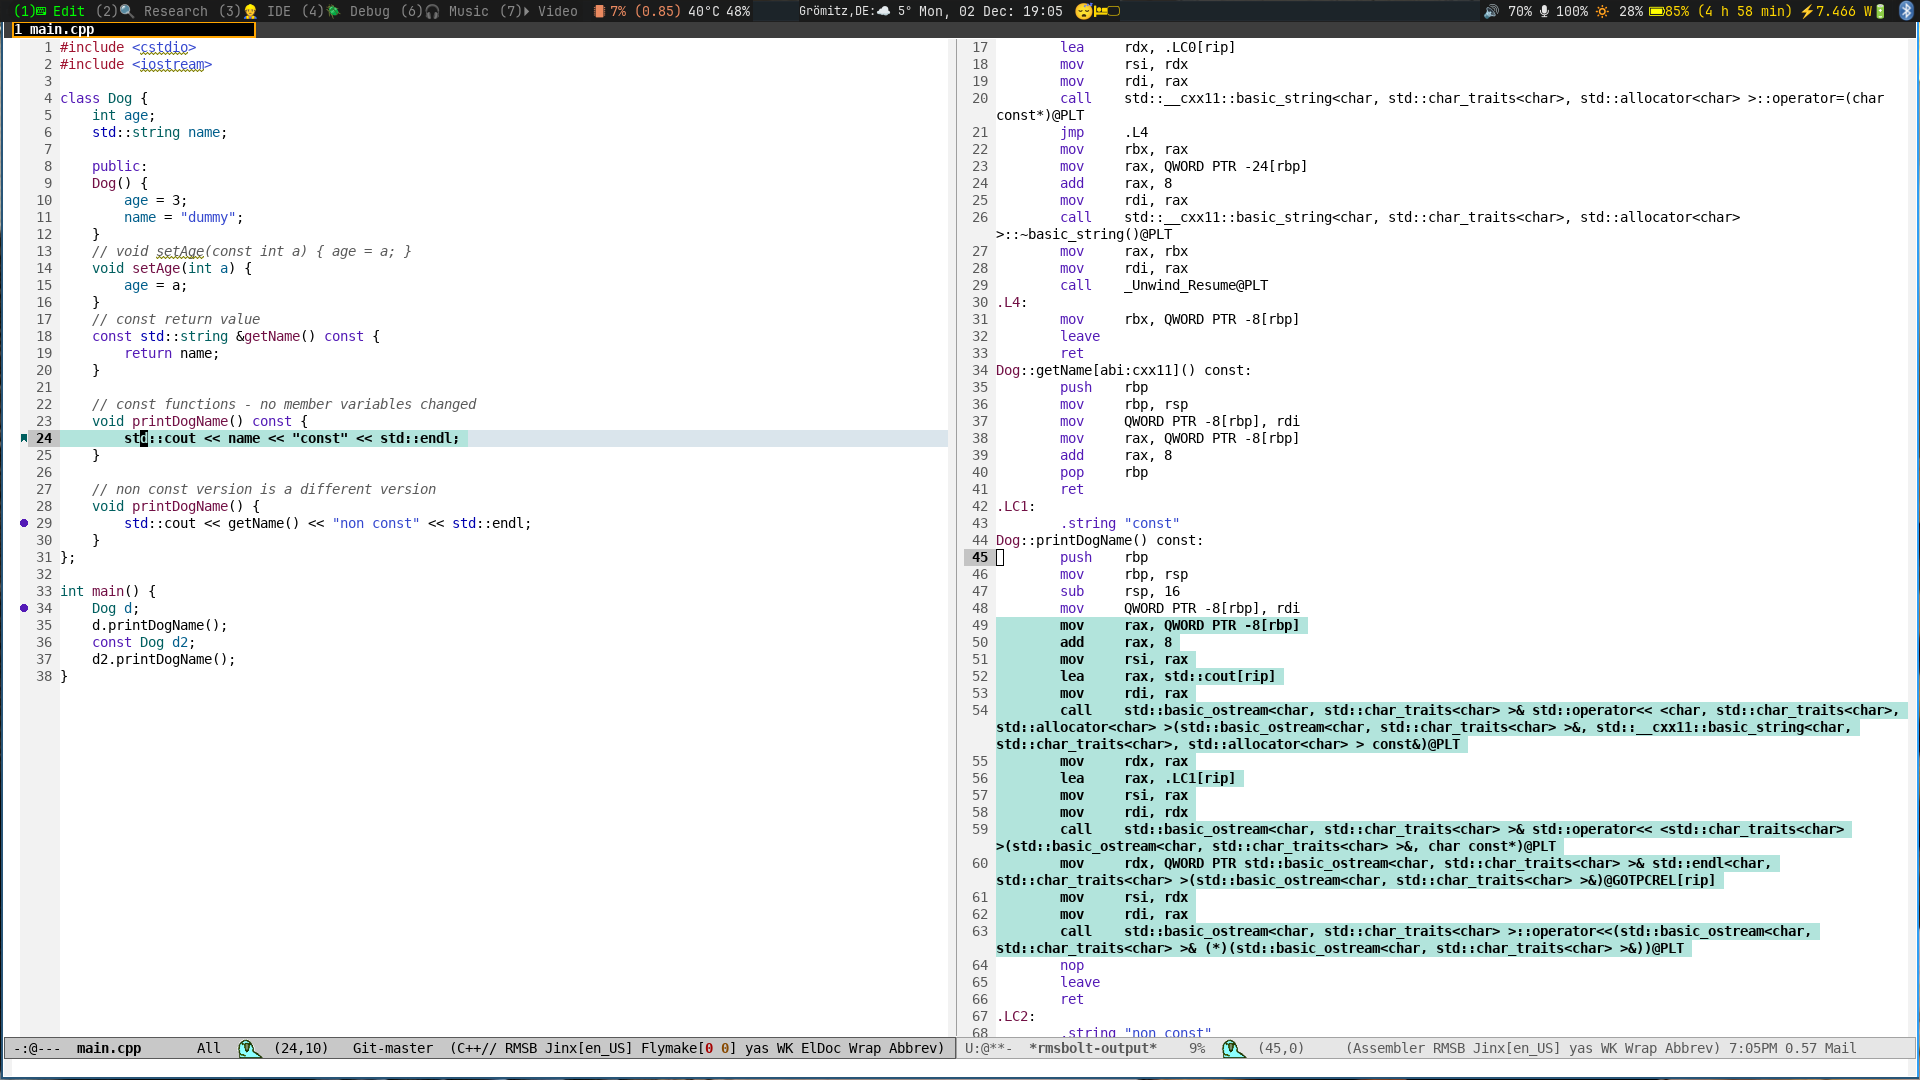 (1) Edit (2) Research (3) IDE (4) Debug (6) Music (7) Video 7% (0.85) 40°C 48% Grömitz,DE: 5° Mon, 02 Dec: 19:05 70% 100% 28% 85% (4 h 58 min) 7.466 W
1 main.cpp
1 #include <cstdio>
2 #include <iostream>
3
4 class Dog {
5     int age;
6     std::string name;
7
8     public:
9     Dog() {
10         age = 3;
11         name = "dummy";
12     }
13     // void setAge(const int a) { age = a; }
14     void setAge(int a) {
15         age = a;
16     }
17     // const return value
18     const std::string &getName() const {
19         return name;
20     }
21
22     // const functions - no member variables changed
23     void printDogName() const {
24         std::cout << name << "const" << std::endl;
25     }
26
27     // non const version is a different version
28     void printDogName() {
29         std::cout << getName() << "non const" << std::endl;
30     }
31 };
32
33 int main() {
34     Dog d;
35     d.printDogName();
36     const Dog d2;
37     d2.printDogName();
38 }
-:@--- main.cpp All (24,10) Git-master (C++// RMSB Jinx[en_US] Flymake[0 0] yas WK ElDoc Wrap Abbrev)
17         lea     rdx, .LC0[rip]
18         mov     rsi, rdx
19         mov     rdi, rax
20         call    std::__cxx11::basic_string<char, std::char_traits<char>, std::allocator<char> >::operator=(char
const*)@PLT
21         jmp     .L4
22         mov     rbx, rax
23         mov     rax, QWORD PTR -24[rbp]
24         add     rax, 8
25         mov     rdi, rax
26         call    std::__cxx11::basic_string<char, std::char_traits<char>, std::allocator<char>
>::~basic_string()@PLT
27         mov     rax, rbx
28         mov     rdi, rax
29         call    _Unwind_Resume@PLT
30 .L4:
31         mov     rbx, QWORD PTR -8[rbp]
32         leave
33         ret
34 Dog::getName[abi:cxx11]() const:
35         push    rbp
36         mov     rbp, rsp
37         mov     QWORD PTR -8[rbp], rdi
38         mov     rax, QWORD PTR -8[rbp]
39         add     rax, 8
40         pop     rbp
41         ret
42 .LC1:
43         .string "const"
44 Dog::printDogName() const:
45         push    rbp
46         mov     rbp, rsp
47         sub     rsp, 16
48         mov     QWORD PTR -8[rbp], rdi
49         mov     rax, QWORD PTR -8[rbp]
50         add     rax, 8
51         mov     rsi, rax
52         lea     rax, std::cout[rip]
53         mov     rdi, rax
54         call    std::basic_ostream<char, std::char_traits<char> >& std::operator<< <char, std::char_traits<char>,
std::allocator<char> >(std::basic_ostream<char, std::char_traits<char> >&, std::__cxx11::basic_string<char,
std::char_traits<char>, std::allocator<char> > const&)@PLT
55         mov     rdx, rax
56         lea     rax, .LC1[rip]
57         mov     rsi, rax
58         mov     rdi, rdx
59         call    std::basic_ostream<char, std::char_traits<char> >& std::operator<< <std::char_traits<char>
>(std::basic_ostream<char, std::char_traits<char> >&, char const*)@PLT
60         mov     rdx, QWORD PTR std::basic_ostream<char, std::char_traits<char> >& std::endl<char,
std::char_traits<char> >(std::basic_ostream<char, std::char_traits<char> >&)@GOTPCREL[rip]
61         mov     rsi, rdx
62         mov     rdi, rax
63         call    std::basic_ostream<char, std::char_traits<char> >::operator<<(std::basic_ostream<char,
std::char_traits<char> >& (*)(std::basic_ostream<char, std::char_traits<char> >&))@PLT
64         nop
65         leave
66         ret
67 .LC2:
68         .string "non const"
U:@**- *rmsbolt-output* 9% (45,0) (Assembler RMSB Jinx[en_US] yas WK Wrap Abbrev) 7:05PM 0.57 Mail